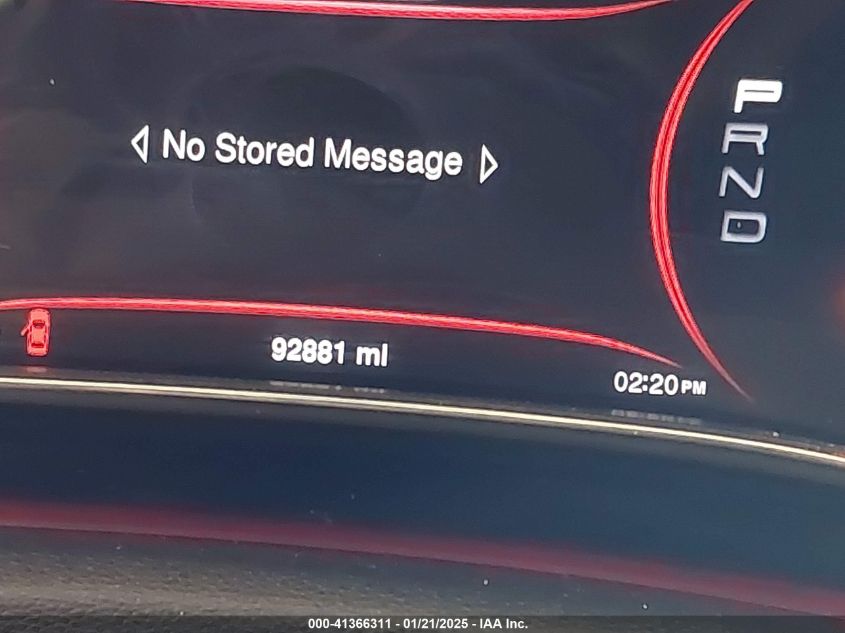 No Stored Message
P
R
N
D
92881 mi
02:20 PM
000-41366311 - 01/21/2025 - IAA Inc.